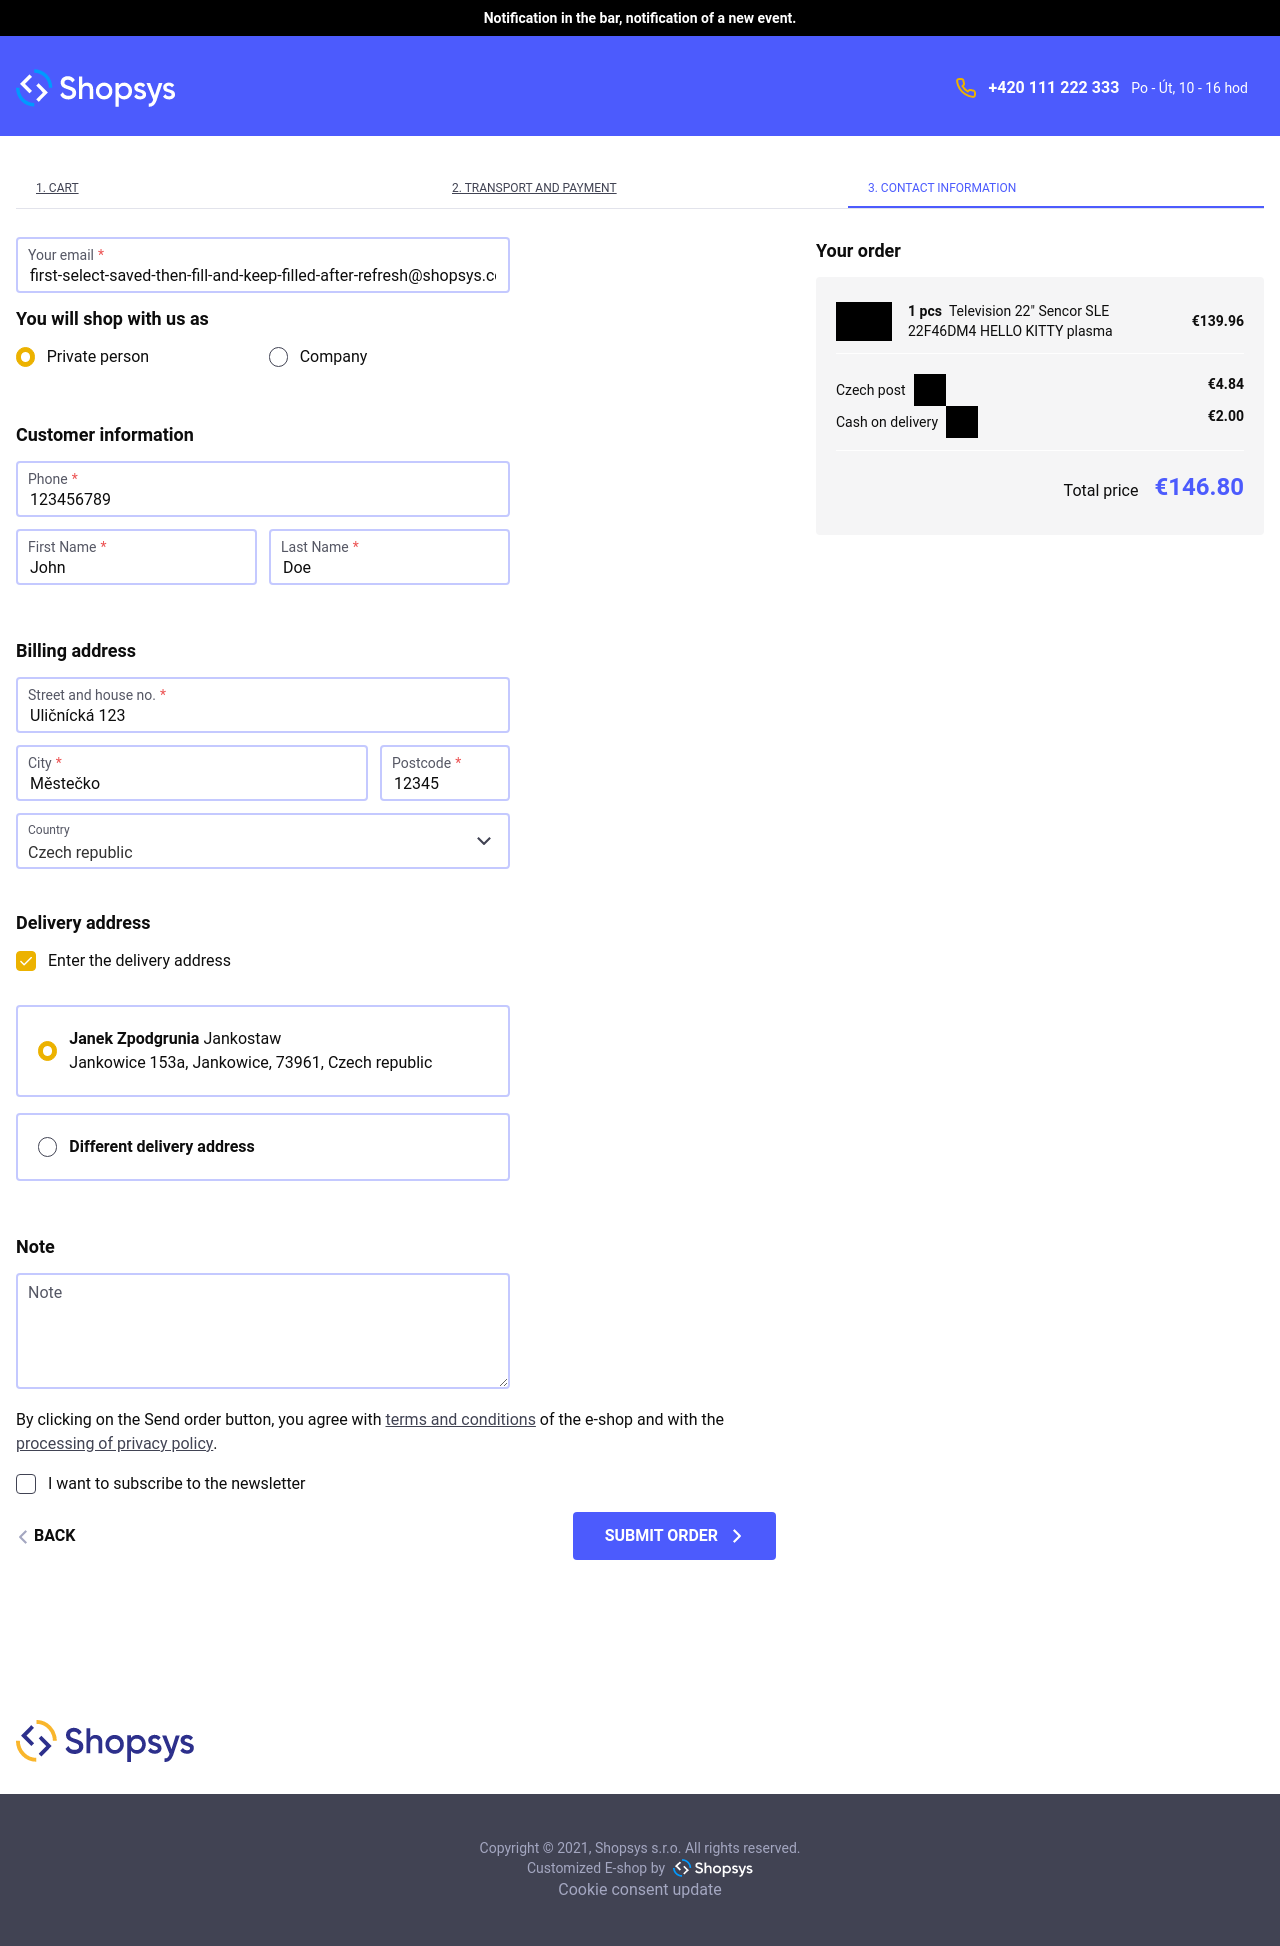 Notification in the bar, notification of a new event.
Shopsys
+420 111 222 333 Po - Út, 10 - 16 hod
1. CART
2. TRANSPORT AND PAYMENT
3. CONTACT INFORMATION
Your email *
first-select-saved-then-fill-and-keep-filled-after-refresh@shopsys.co
You will shop with us as
Private person
Company
Customer information
Phone *
123456789
First Name *
John
Last Name *
Doe
Billing address
Street and house no. *
Uličnícká 123
City *
Městečko
Postcode *
12345
Country
Czech republic
Delivery address
Enter the delivery address
Janek Zpodgrunia Jankostaw
Jankowice 153a, Jankowice, 73961, Czech republic
Different delivery address
Note
Note
By clicking on the Send order button, you agree with terms and conditions of the e-shop and with the
processing of privacy policy.
I want to subscribe to the newsletter
BACK
SUBMIT ORDER
Your order
1 pcs Television 22" Sencor SLE
22F46DM4 HELLO KITTY plasma
€139.96
Czech post
€4.84
Cash on delivery
€2.00
Total price €146.80
Shopsys
Copyright © 2021, Shopsys s.r.o. All rights reserved.
Customized E-shop by Shopsys
Cookie consent update